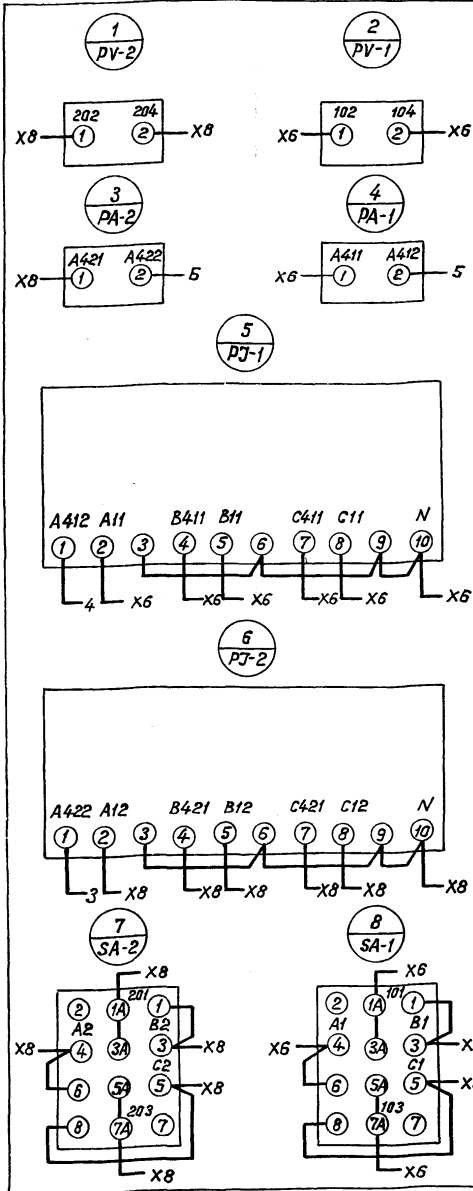 1 2
PV-2 PV-1
202 204 102 104
X8 1 2 X8 X6 1 2 X6
3 4
PA-2 PA-1
A421 A422 A411 A412
X8 1 2 Б X6 1 2 5
5
PJ-1
A412 A11 B411 B11 C411 C11 N
1 2 3 4 5 6 7 8 9 10
4 X6 X6 X6 X6 X6 X6
6
PJ-2
A422 A12 B421 B12 C421 C12 N
1 2 3 4 5 6 7 8 9 10
3 X8 X8 X8 X8 X8 X8
7 8
SA-2 SA-1
X8 X6
2 1A 201 1 2 1A 101 1
A2 B2 A1 B1
X8 4 3A 3 X8 X6 4 3A 3
C2 C1
6 5A 5 X8 6 5A 5
203 103
8 7A 7 8 7A 7
X8 X6